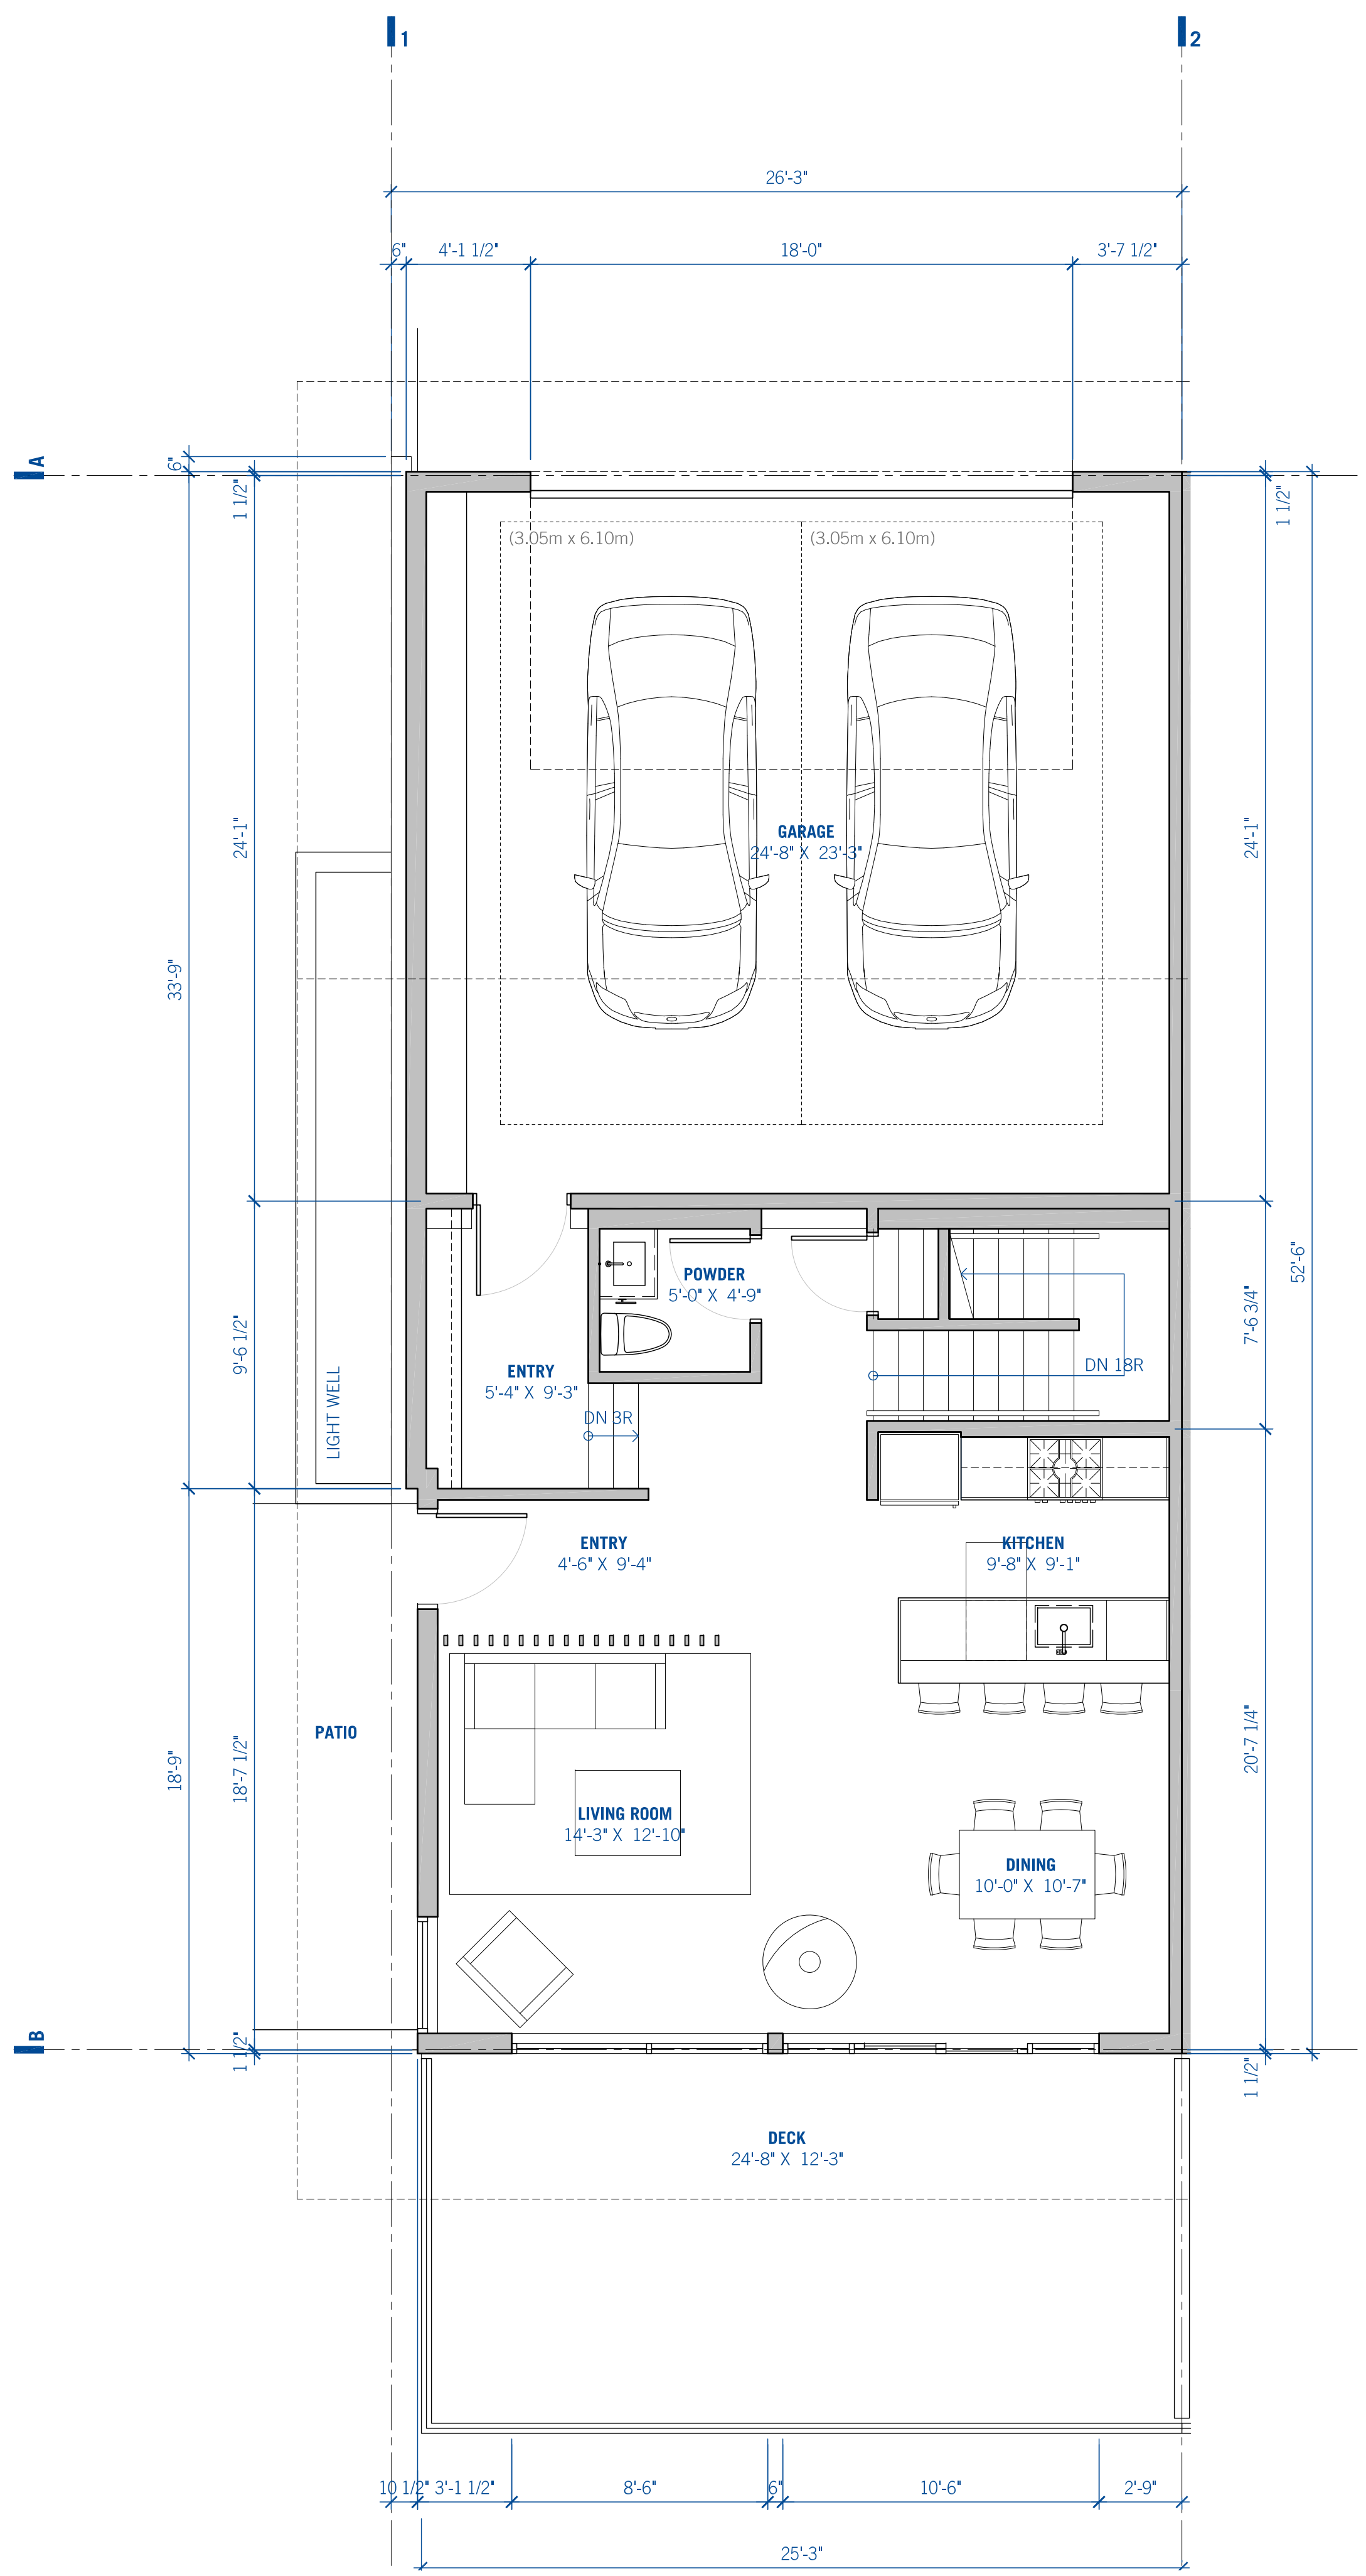 1
2
26'-3"
6"
4'-1 1/2"
18'-0"
3'-7 1/2"
A
6"
1 1/2"
1 1/2"
(3.05m x 6.10m)
(3.05m x 6.10m)
GARAGE
24'-8" X 23'-3"
24'-1"
24'-1"
33'-9"
52'-6"
POWDER
5'-0" X 4'-9"
7'-6 3/4"
9'-6 1/2"
ENTRY
5'-4" X 9'-3"
DN 18R
LIGHT WELL
DN 3R
ENTRY
4'-6" X 9'-4"
KITCHEN
9'-8" X 9'-1"
PATIO
18'-9"
18'-7 1/2"
20'-7 1/4"
LIVING ROOM
14'-3" X 12'-10"
DINING
10'-0" X 10'-7"
B
1 1/2"
1 1/2"
DECK
24'-8" X 12'-3"
10 1/2"
3'-1 1/2"
8'-6"
6"
10'-6"
2'-9"
25'-3"